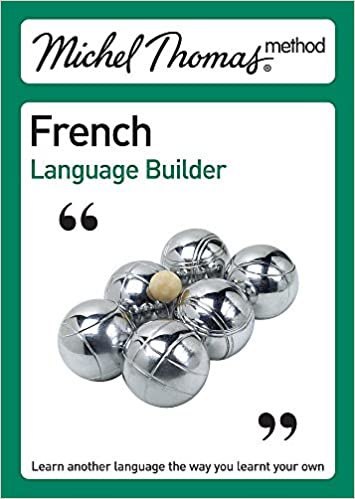 Michel Thomas® method
French
Language Builder
“
”
Learn another language the way you learnt your own